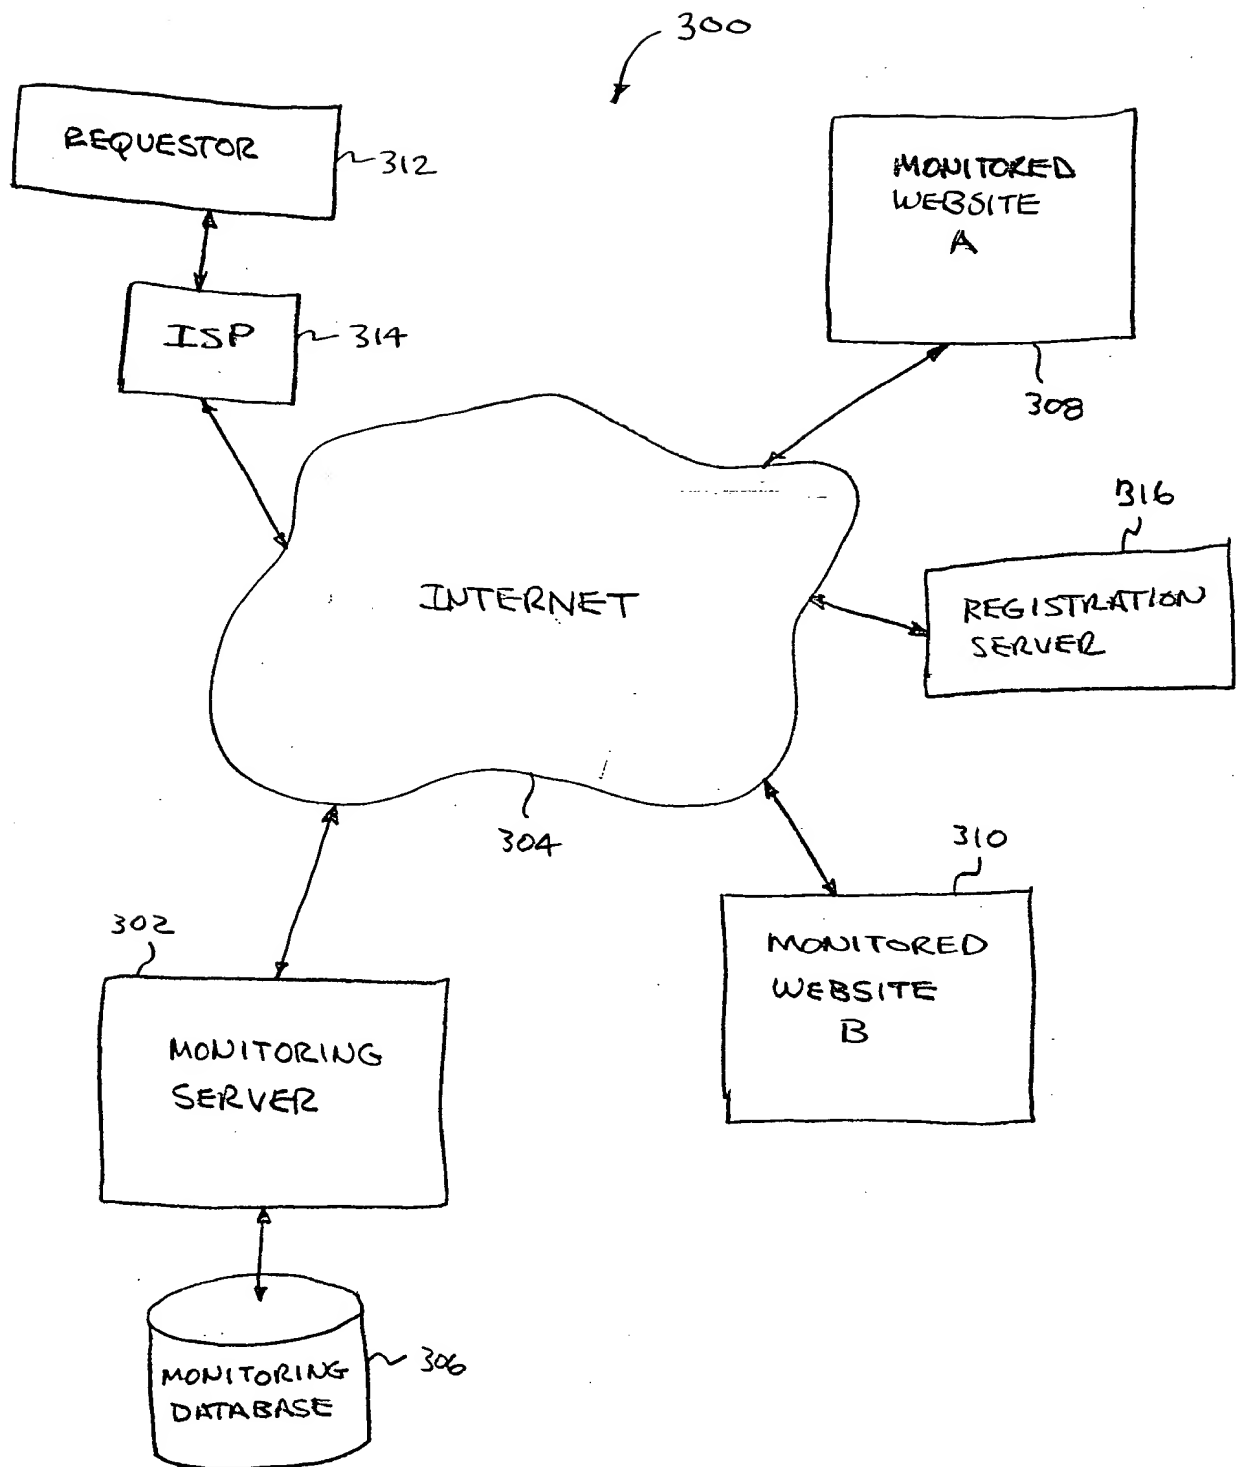 300
REQUESTOR
312
MONITORED
WEBSITE
A
ISP
314
308
316
INTERNET
REGISTRATION
SERVER
304
310
302
MONITORED
WEBSITE
B
MONITORING
SERVER
306
MONITORING
DATABASE